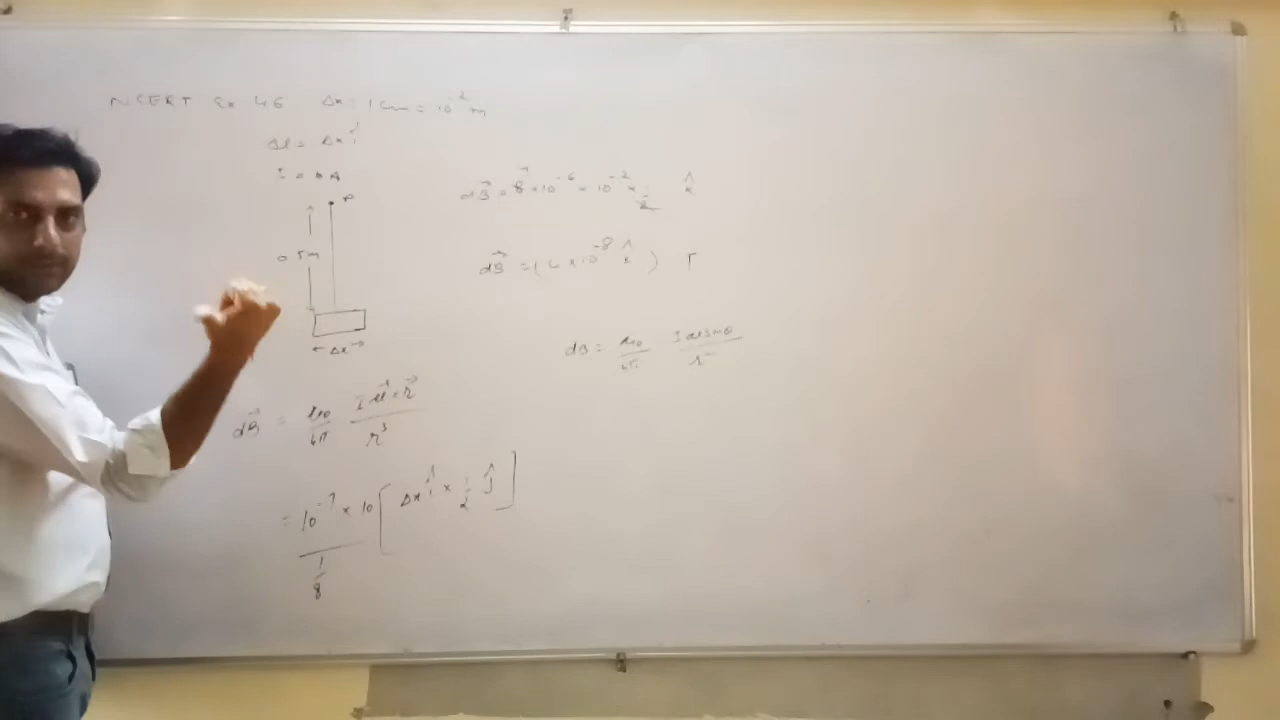 NCERT Ex 4.6 Δx = 1 cm = 10⁻² m
Δl = Δx î
I = 10 A
P
0.5m
Δx
dB⃗ = μ₀/4π I dl⃗ × r⃗ / r³
= 10⁻⁷ × 10 / (1/8) [ Δx î × 1/2 ĵ ]
dB⃗ = 8 × 10⁻⁶ × 10⁻² × 1/2 k̂
dB⃗ = (4 × 10⁻⁸ k̂) T
dB = μ₀/4π I dl sinθ / r²